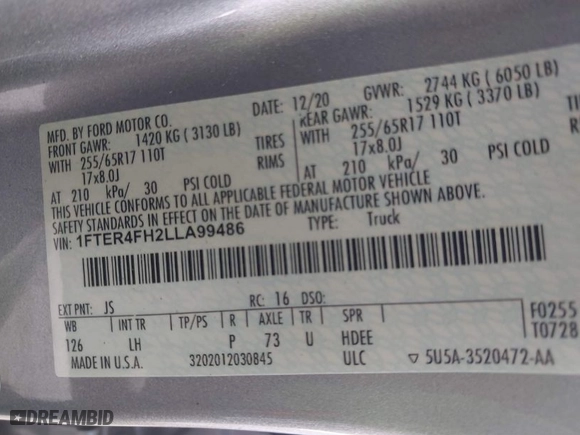 MFD. BY FORD MOTOR CO.
DATE: 12/20
GVWR: 2744 KG ( 6050 LB)
FRONT GAWR: 1420 KG ( 3130 LB)
REAR GAWR: 1529 KG ( 3370 LB)
WITH 255/65R17 110T TIRES
WITH 255/65R17 110T
17x8.0J RIMS
17x8.0J
AT 210 kPa/ 30 PSI COLD
AT 210 kPa/ 30 PSI COLD
THIS VEHICLE CONFORMS TO ALL APPLICABLE FEDERAL MOTOR VEHICLE
SAFETY STANDARDS IN EFFECT ON THE DATE OF MANUFACTURE SHOWN ABOVE.
VIN: 1FTER4FH2LLA99486
TYPE: Truck
EXT PNT: JS RC: 16 DSO:
WB INT TR TP/PS R AXLE TR SPR
126 LH P 73 U HDEE
F0255
T0728
MADE IN U.S.A. 3202012030845 ULC ▽ 5U5A-3520472-AA
DREAMBID